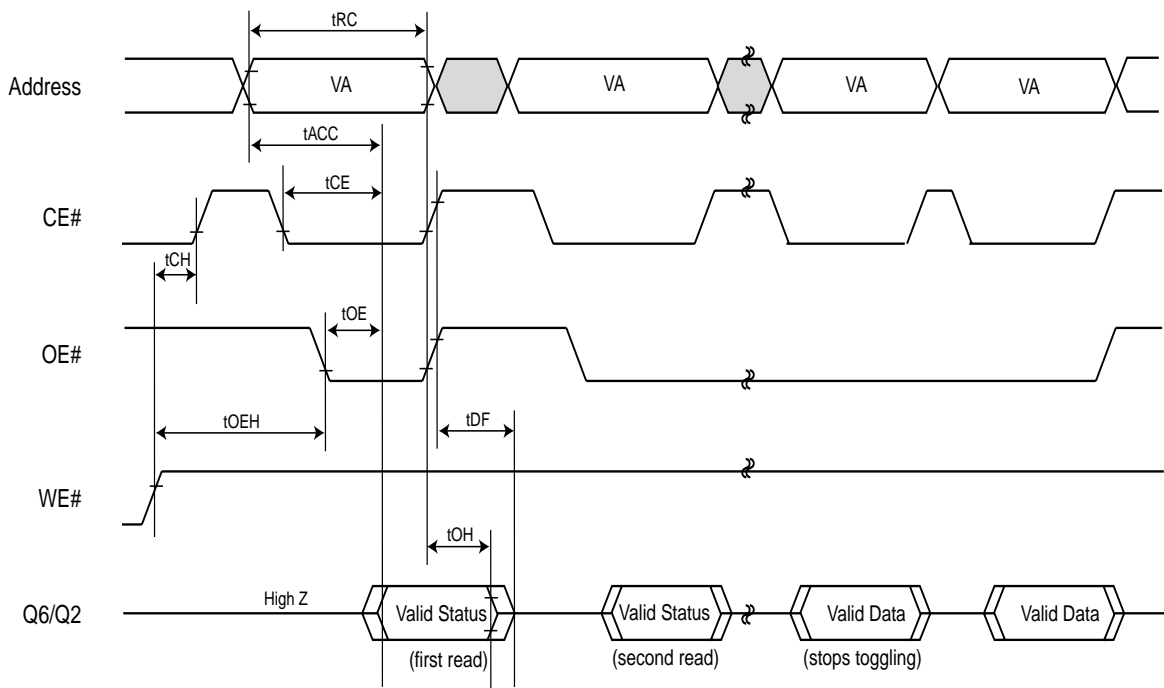 tRC
Address
VA
VA
VA
VA
tACC
tCE
CE#
tCH
tOE
OE#
tOEH
tDF
WE#
tOH
Q6/Q2
High Z
Valid Status
Valid Status
Valid Data
Valid Data
(first read)
(second read)
(stops toggling)